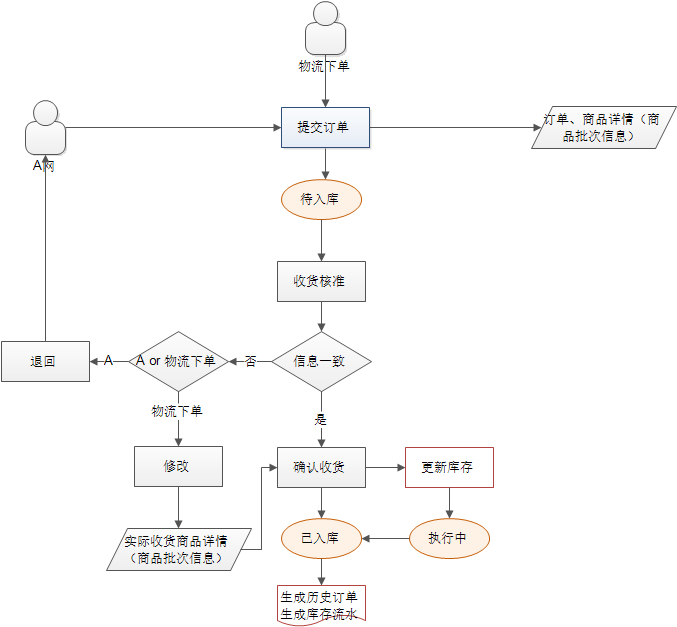 物流下单
A网
提交订单
订单、商品详情（商
品批次信息）
待入库
收货核准
退回
A
A or 物流下单
否
信息一致
物流下单
是
修改
确认收货
更新库存
实际收货商品详情
（商品批次信息）
已入库
执行中
生成历史订单
生成库存流水